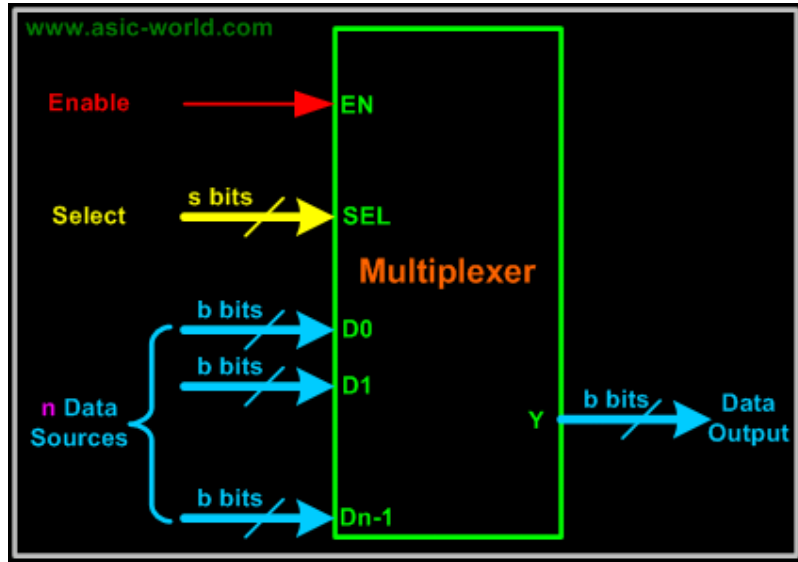 www.asic-world.com
Enable
EN
s bits
Select
SEL
Multiplexer
b bits
D0
b bits
D1
n Data
Sources
b bits
Dn-1
Y
b bits
Data
Output